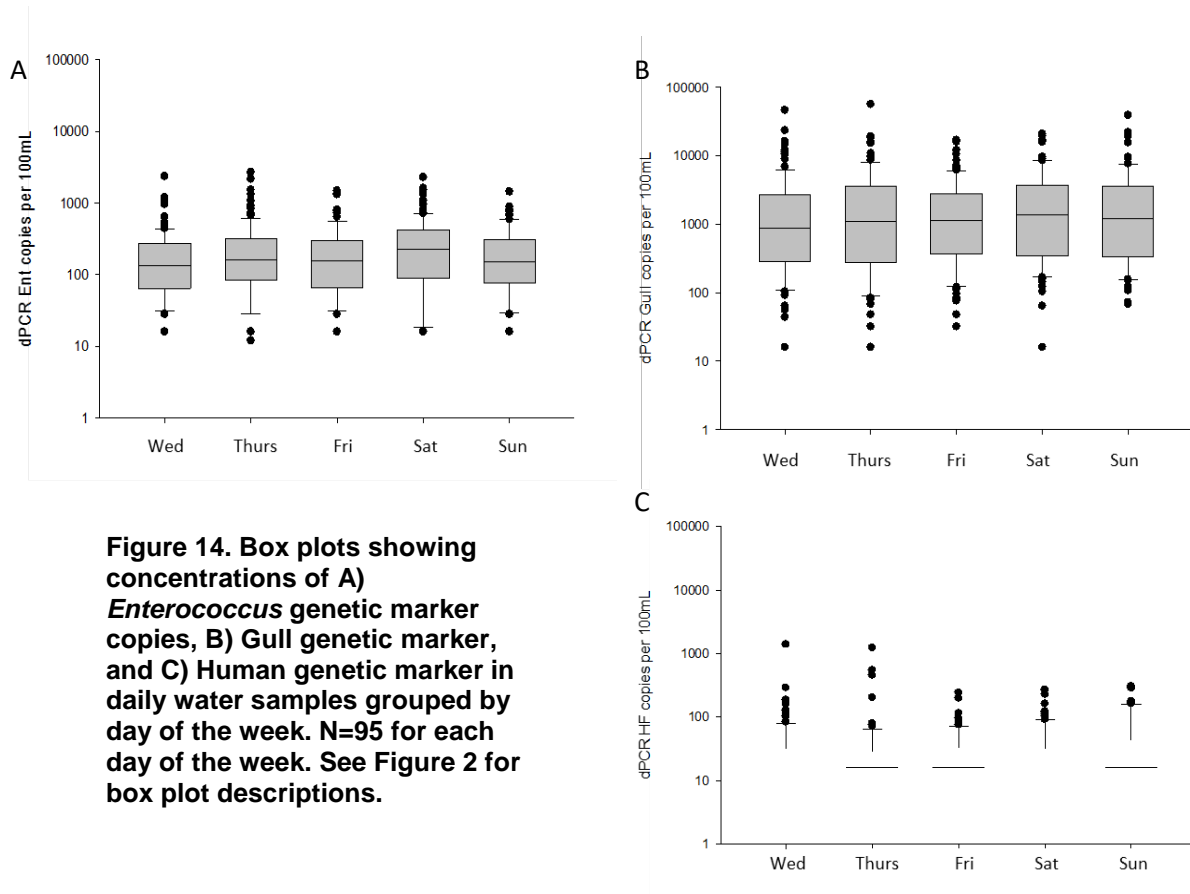 A
100000
10000
1000
100
10
1
dPCR Ent copies per 100mL
Wed Thurs Fri Sat Sun
B
100000
10000
1000
100
10
1
dPCR Gull copies per 100mL
Wed Thurs Fri Sat Sun
Figure 14. Box plots showing
concentrations of A)
Enterococcus genetic marker
copies, B) Gull genetic marker,
and C) Human genetic marker in
daily water samples grouped by
day of the week. N=95 for each
day of the week. See Figure 2 for
box plot descriptions.
C
100000
10000
1000
100
10
1
dPCR HF copies per 100mL
Wed Thurs Fri Sat Sun